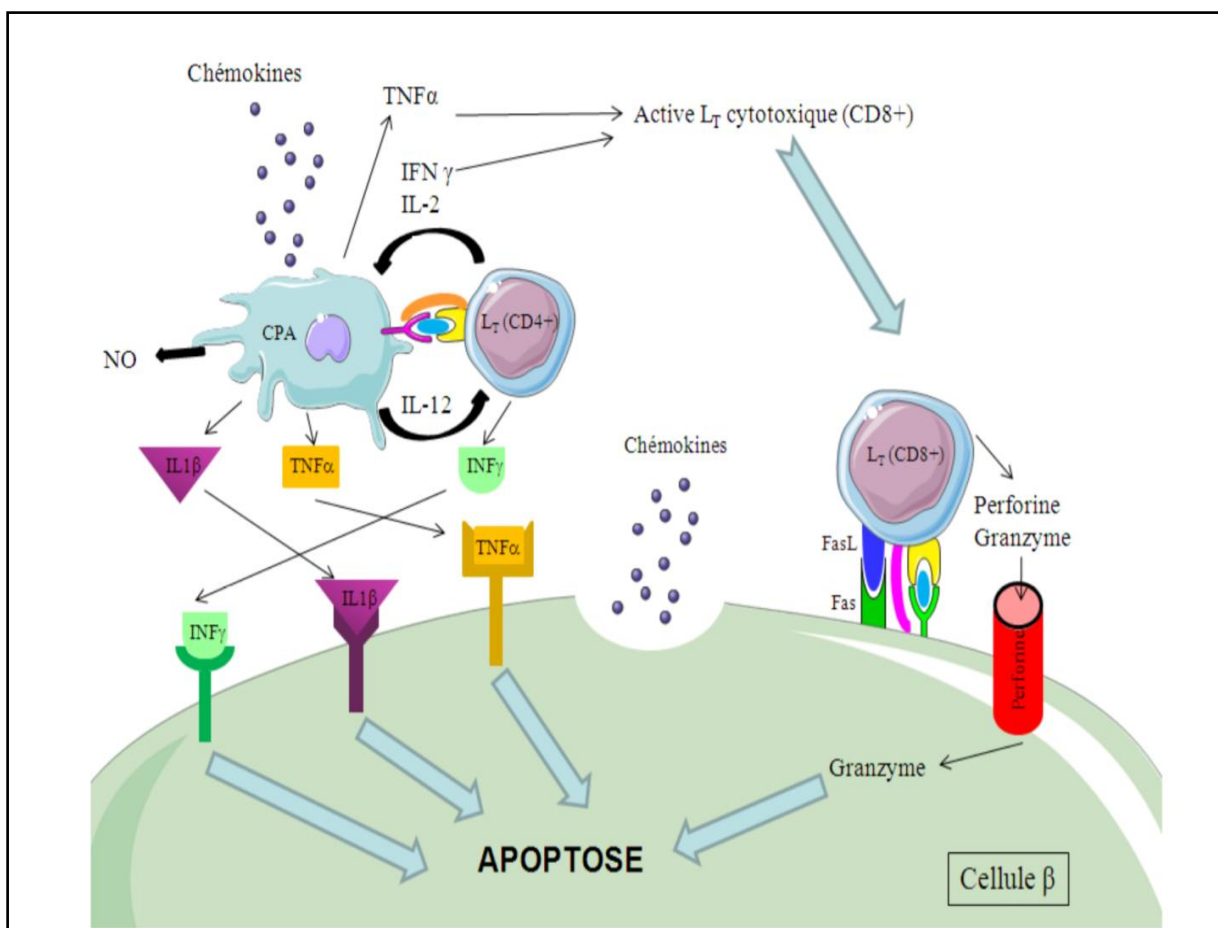 Chémokines
TNFα
Active LT cytotoxique (CD8+)
IFN γ
IL-2
CPA
LT (CD4+)
NO
IL-12
IL1β
TNFα
INFγ
Chémokines
LT (CD8+)
Perforine
Granzyme
FasL
Fas
TNFα
IL1β
INFγ
Perforine
Granzyme
APOPTOSE
Cellule β